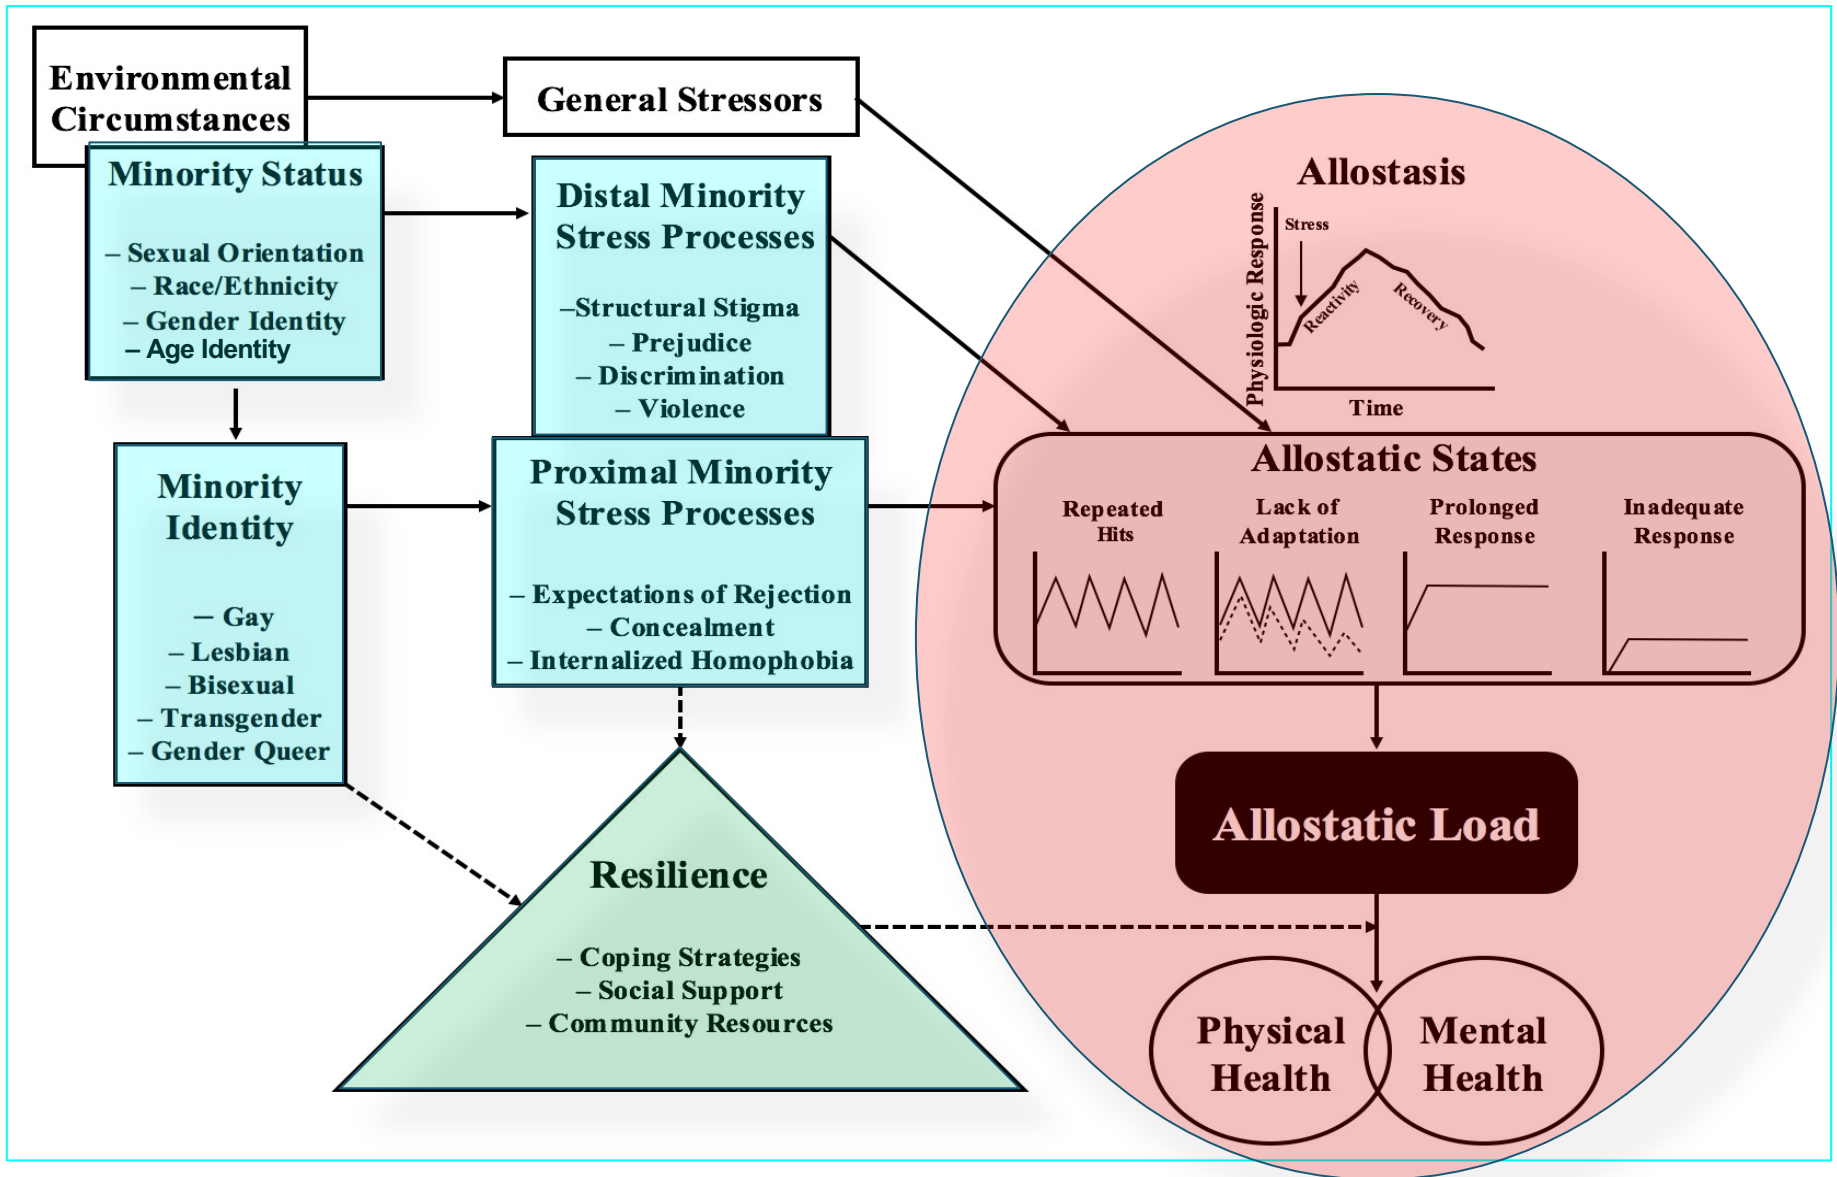 Environmental
Circumstances
General Stressors
Minority Status
– Sexual Orientation
– Race/Ethnicity
– Gender Identity
– Age Identity
Distal Minority
Stress Processes
–Structural Stigma
– Prejudice
– Discrimination
– Violence
Minority
Identity
– Gay
– Lesbian
– Bisexual
– Transgender
– Gender Queer
Proximal Minority
Stress Processes
– Expectations of Rejection
– Concealment
– Internalized Homophobia
Resilience
– Coping Strategies
– Social Support
– Community Resources
Allostasis
Physiologic Response
Stress
Reactivity
Recovery
Time
Allostatic States
Repeated
Hits
Lack of
Adaptation
Prolonged
Response
Inadequate
Response
Allostatic Load
Physical
Health
Mental
Health